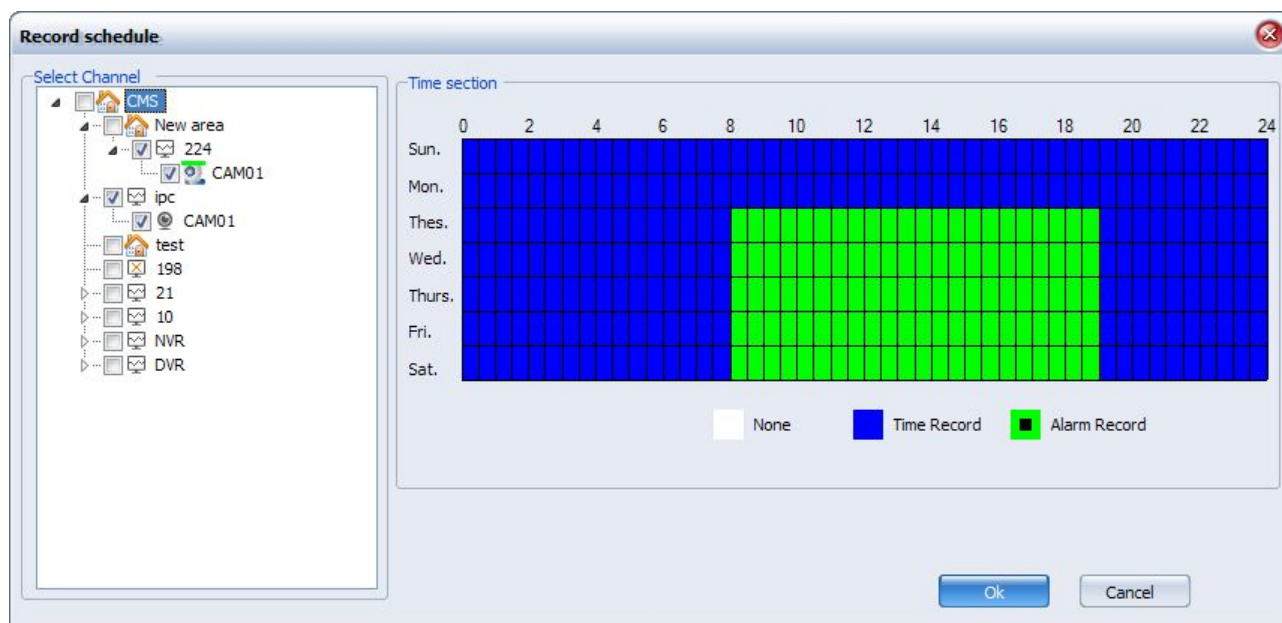 Record schedule
Select Channel
CMS
New area
224
CAM01
ipc
CAM01
test
198
21
10
NVR
DVR
Time section
0 2 4 6 8 10 12 14 16 18 20 22 24
Sun.
Mon.
Thes.
Wed.
Thurs.
Fri.
Sat.
None Time Record Alarm Record
Ok Cancel